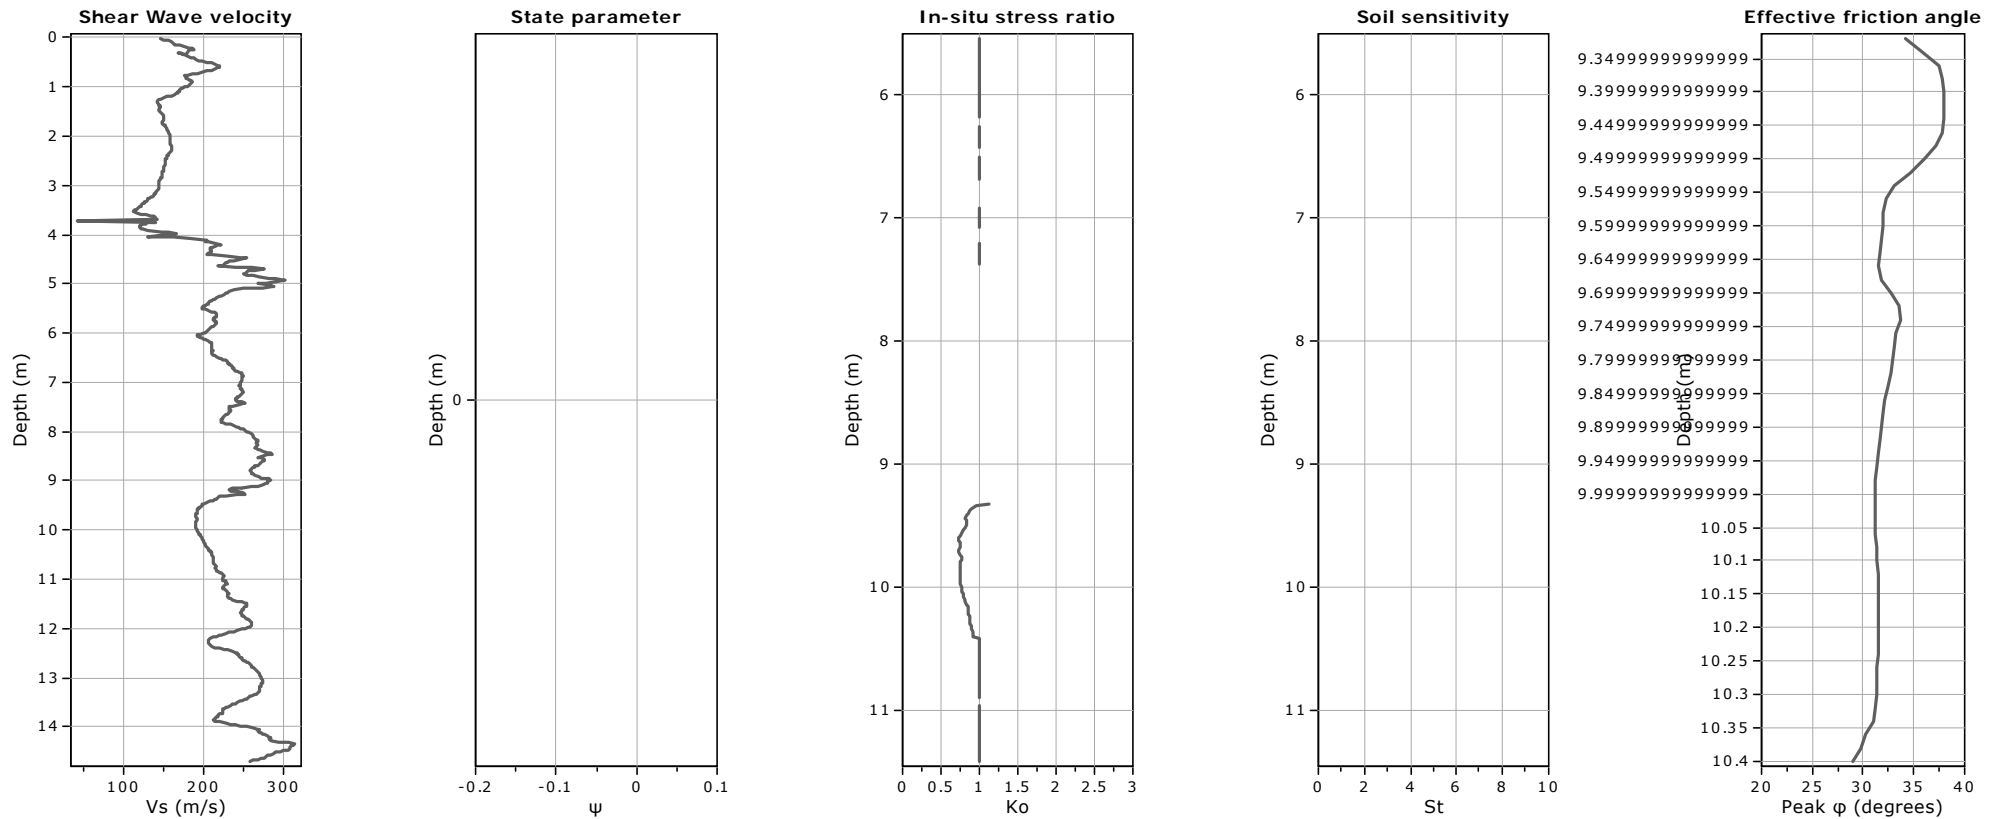 Shear Wave velocity
0
1
2
3
4
5
6
7
8
9
10
11
12
13
14
Depth (m)
100 200 300
Vs (m/s)
State parameter
0
Depth (m)
-0.2 -0.1 0 0.1
ψ
In-situ stress ratio
6
7
8
9
10
11
Depth (m)
0 0.5 1 1.5 2 2.5 3
Ko
Soil sensitivity
6
7
8
9
10
11
Depth (m)
0 2 4 6 8 10
St
Effective friction angle
9.349999999999999
9.399999999999999
9.449999999999999
9.499999999999999
9.549999999999999
9.599999999999999
9.649999999999999
9.699999999999999
9.749999999999999
9.799999999999999
9.849999999999999
9.899999999999999
9.949999999999999
9.99999999999999
10.05
10.1
10.15
10.2
10.25
10.3
10.35
10.4
Depth (m)
20 25 30 35 40
Peak φ (degrees)